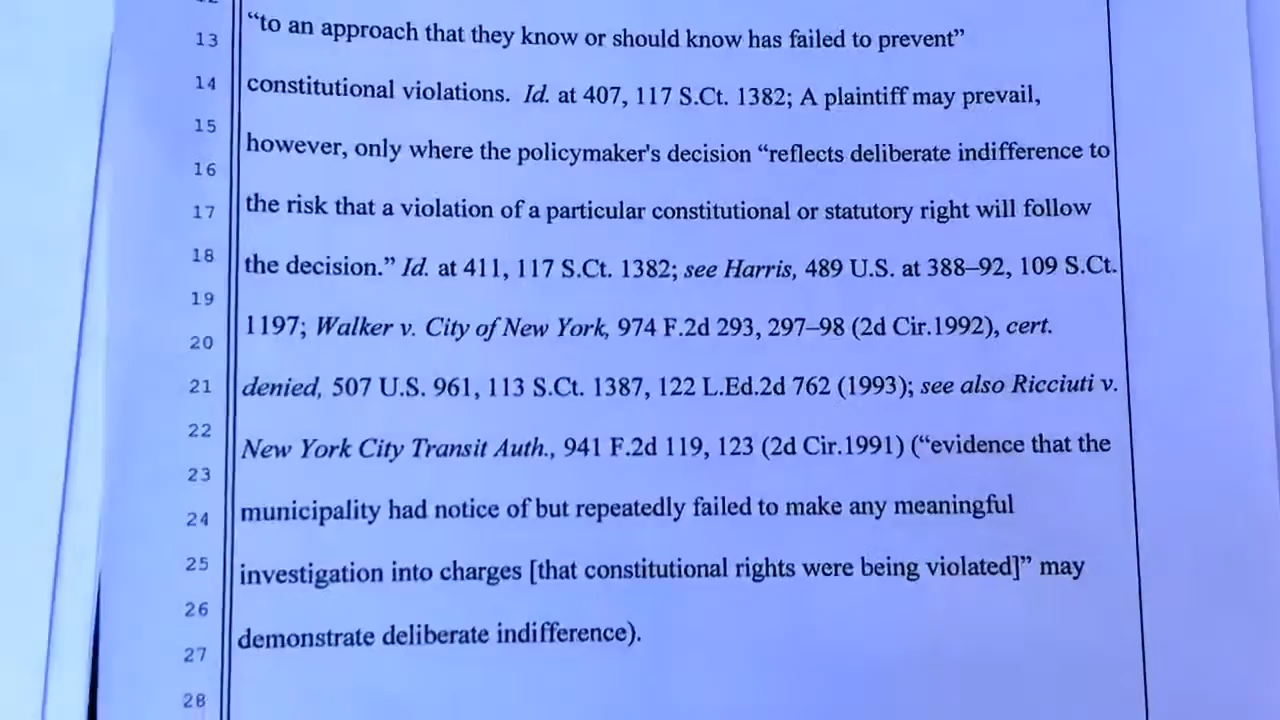 13 “to an approach that they know or should know has failed to prevent”
14 constitutional violations. Id. at 407, 117 S.Ct. 1382; A plaintiff may prevail,
15
however, only where the policymaker's decision “reflects deliberate indifference to
16
17 the risk that a violation of a particular constitutional or statutory right will follow
18 the decision.” Id. at 411, 117 S.Ct. 1382; see Harris, 489 U.S. at 388–92, 109 S.Ct.
19
1197; Walker v. City of New York, 974 F.2d 293, 297–98 (2d Cir.1992), cert.
20
21 denied, 507 U.S. 961, 113 S.Ct. 1387, 122 L.Ed.2d 762 (1993); see also Ricciuti v.
22
New York City Transit Auth., 941 F.2d 119, 123 (2d Cir.1991) (“evidence that the
23
24 municipality had notice of but repeatedly failed to make any meaningful
25 investigation into charges [that constitutional rights were being violated]” may
26
demonstrate deliberate indifference).
27
28